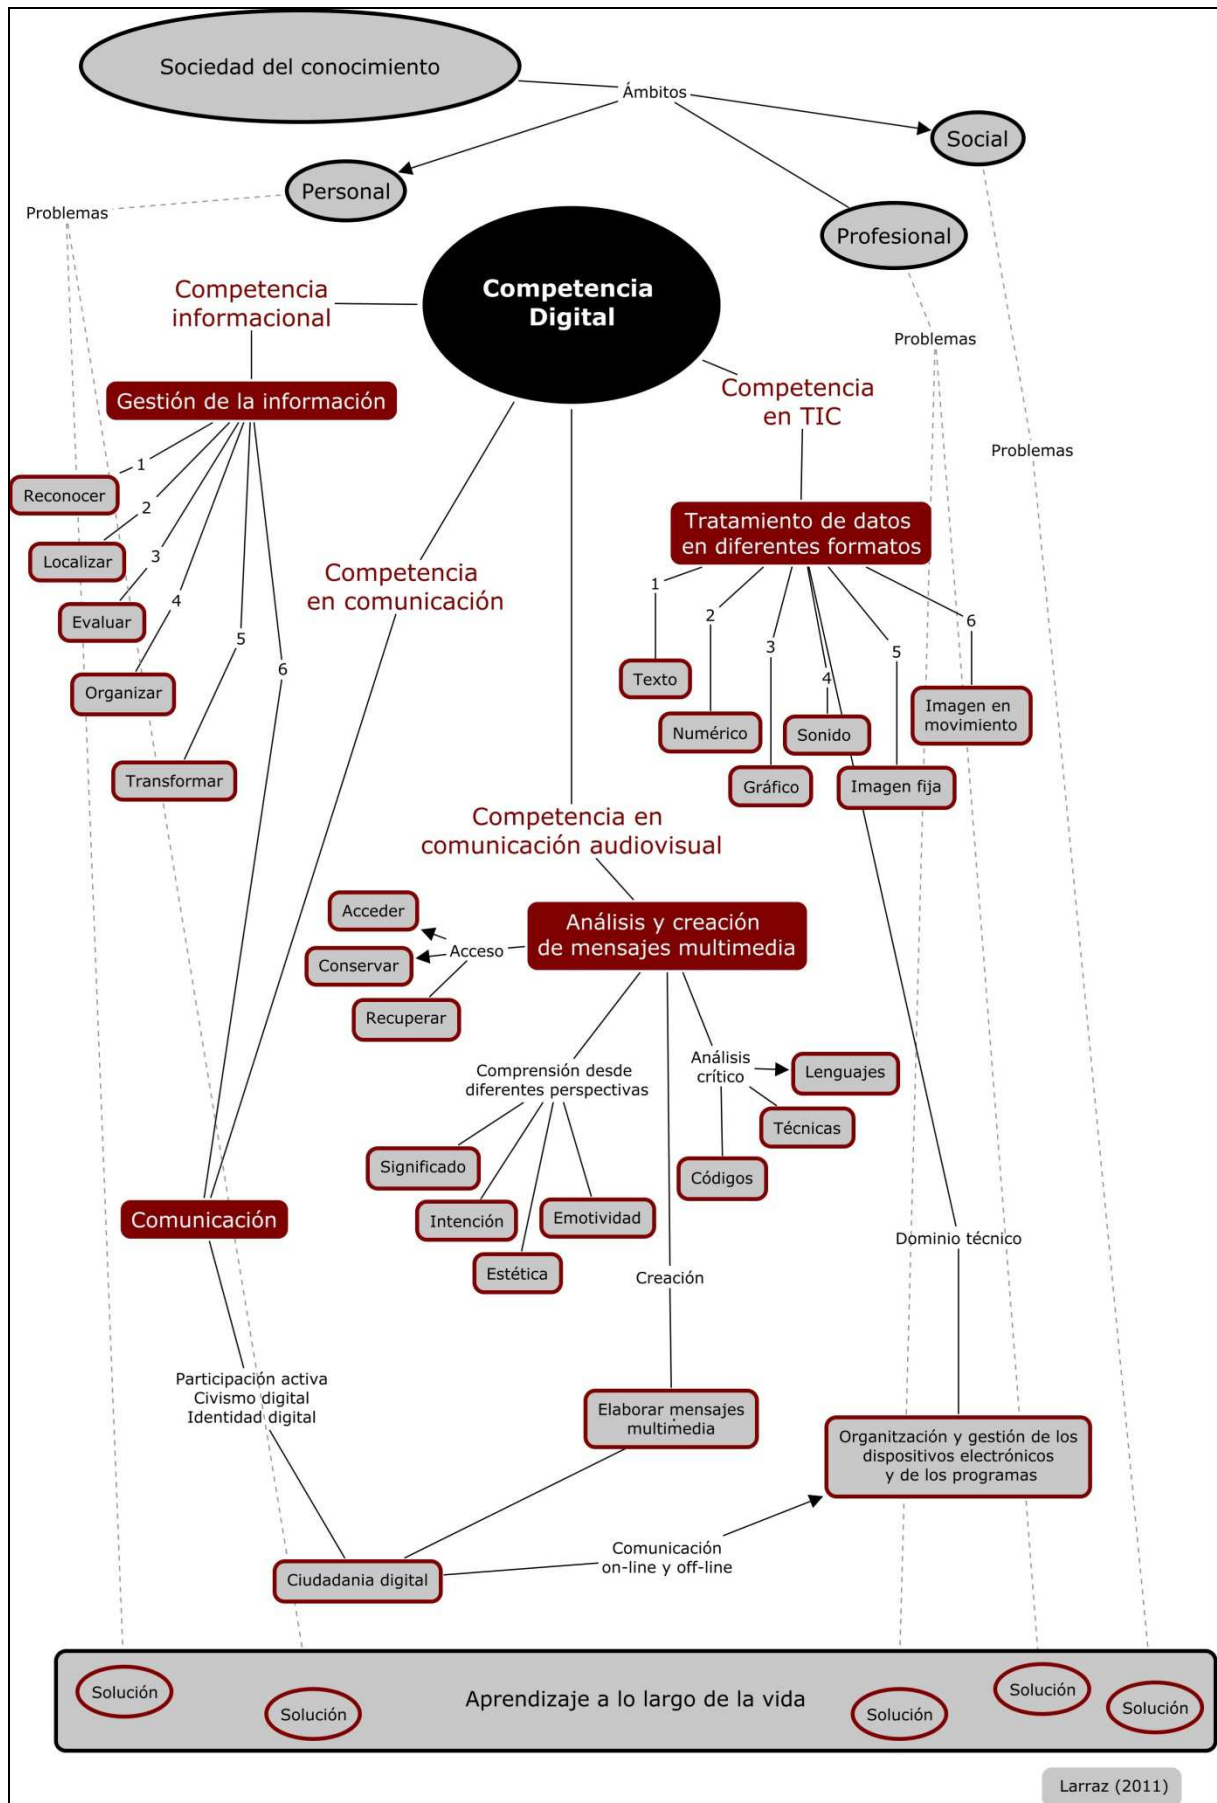 Sociedad del conocimiento
Ámbitos
Social
Personal
Problemas
Profesional
Competencia
Digital
Competencia
informacional
Problemas
Gestión de la información
Competencia
en TIC
Problemas
1
Reconocer
2
Localizar
3
Evaluar
4
Organizar
5
Transformar
6
Tratamiento de datos
en diferentes formatos
Competencia
en comunicación
1
Texto
2
Numérico
3
Gráfico
4
Sonido
5
Imagen fija
6
Imagen en
movimiento
Competencia en
comunicación audiovisual
Análisis y creación
de mensajes multimedia
Acceder
Acceso
Conservar
Recuperar
Comprensión desde
diferentes perspectivas
Análisis
crítico
Lenguajes
Técnicas
Códigos
Significado
Intención
Emotividad
Estética
Comunicación
Dominio técnico
Creación
Participación activa
Civismo digital
Identidad digital
Elaborar mensajes
multimedia
Organitzación y gestión de los
dispositivos electrónicos
y de los programas
Comunicación
on-line y off-line
Ciudadania digital
Solución
Solución
Aprendizaje a lo largo de la vida
Solución
Solución
Solución
Larraz (2011)